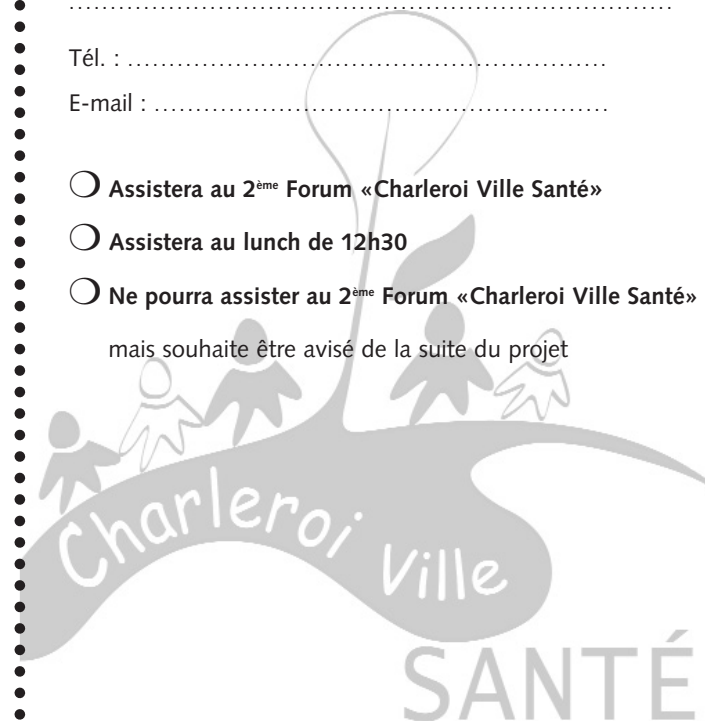 ........................................................................
Tél. : .........................................................
E-mail : ......................................................
Assistera au 2ème Forum «Charleroi Ville Santé»
Assistera au lunch de 12h30
Ne pourra assister au 2ème Forum «Charleroi Ville Santé»
mais souhaite être avisé de la suite du projet
Charleroi Ville
SANTÉ